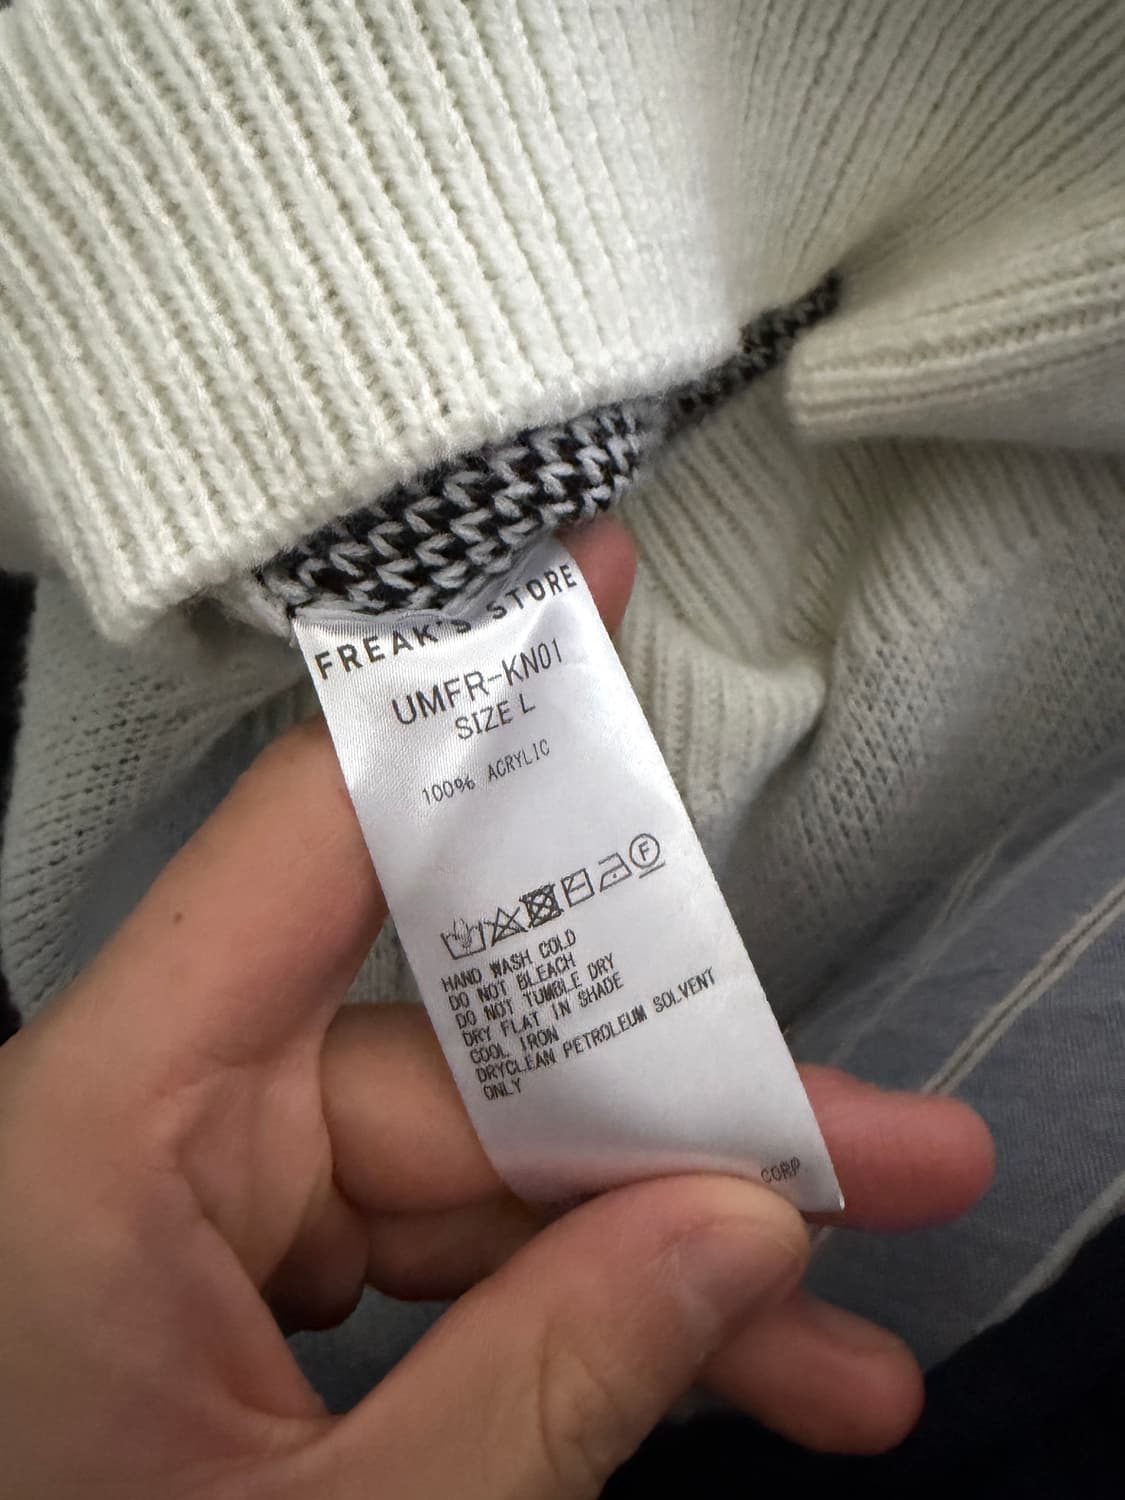 FREAK'S STORE
UMFR-KN01
SIZE L
100% ACRYLIC
F
HAND WASH COLD
DO NOT BLEACH
DO NOT TUMBLE DRY
DRY FLAT IN SHADE
COOL IRON
DRYCLEAN PETROLEUM SOLVENT
ONLY
CORP